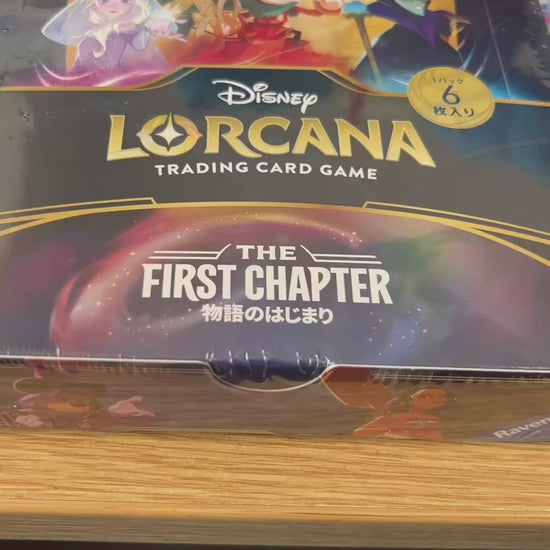 1パック
6
枚入り
Disney
LORCANA
TRADING CARD GAME
THE
FIRST CHAPTER
物語のはじまり